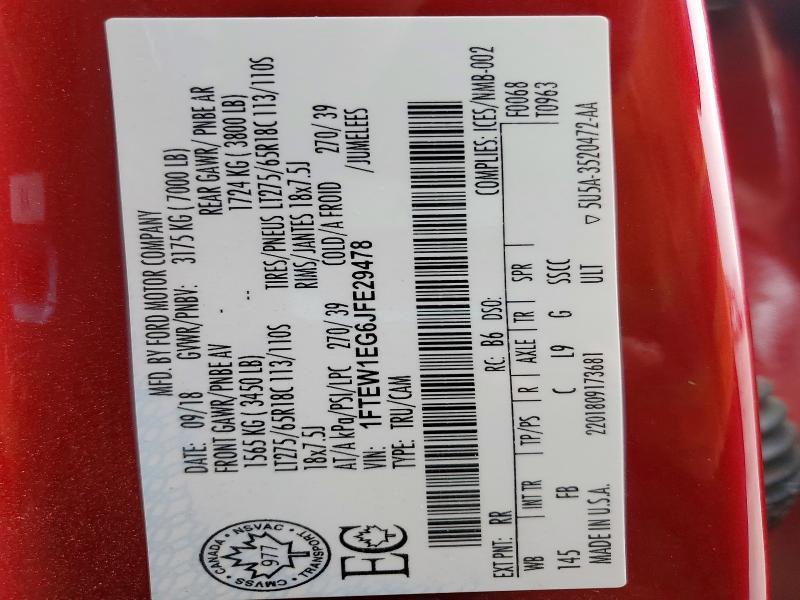 MFD. BY FORD MOTOR COMPANY
DATE: 09/18 GVWR/PNBV: 3175 KG ( 7000 LB)
FRONT GAWR/PNBE AV REAR GAWR/ PNBE AR
1565 KG ( 3450 LB) 1724 KG ( 3800 LB)
LT275/65R18C 113/110S TIRES/PNEUS LT275/65R18C 113/110S
18x7.5J RIMS/JANTES 18x7.5J
AT/A kPa/PSI/LPC 270/ 39 COLD/A FROID 270/ 39
VIN: 1FTEW1EG6JFE29478 /JUMELEES
TYPE: TRU/CAM
CANADA • NSVAC • TRANSPORT • CMVSS •
977
EC
RC: B6 DSO: COMPLIES: ICES/NMB-002
EXT PNT: RR F0068
WB INT TR TP/PS R AXLE TR SPR T0963
145 FB C L9 G SSCC
ULT
MADE IN U.S.A. 2201809173681 ▽ 5U5A-3520472-AA